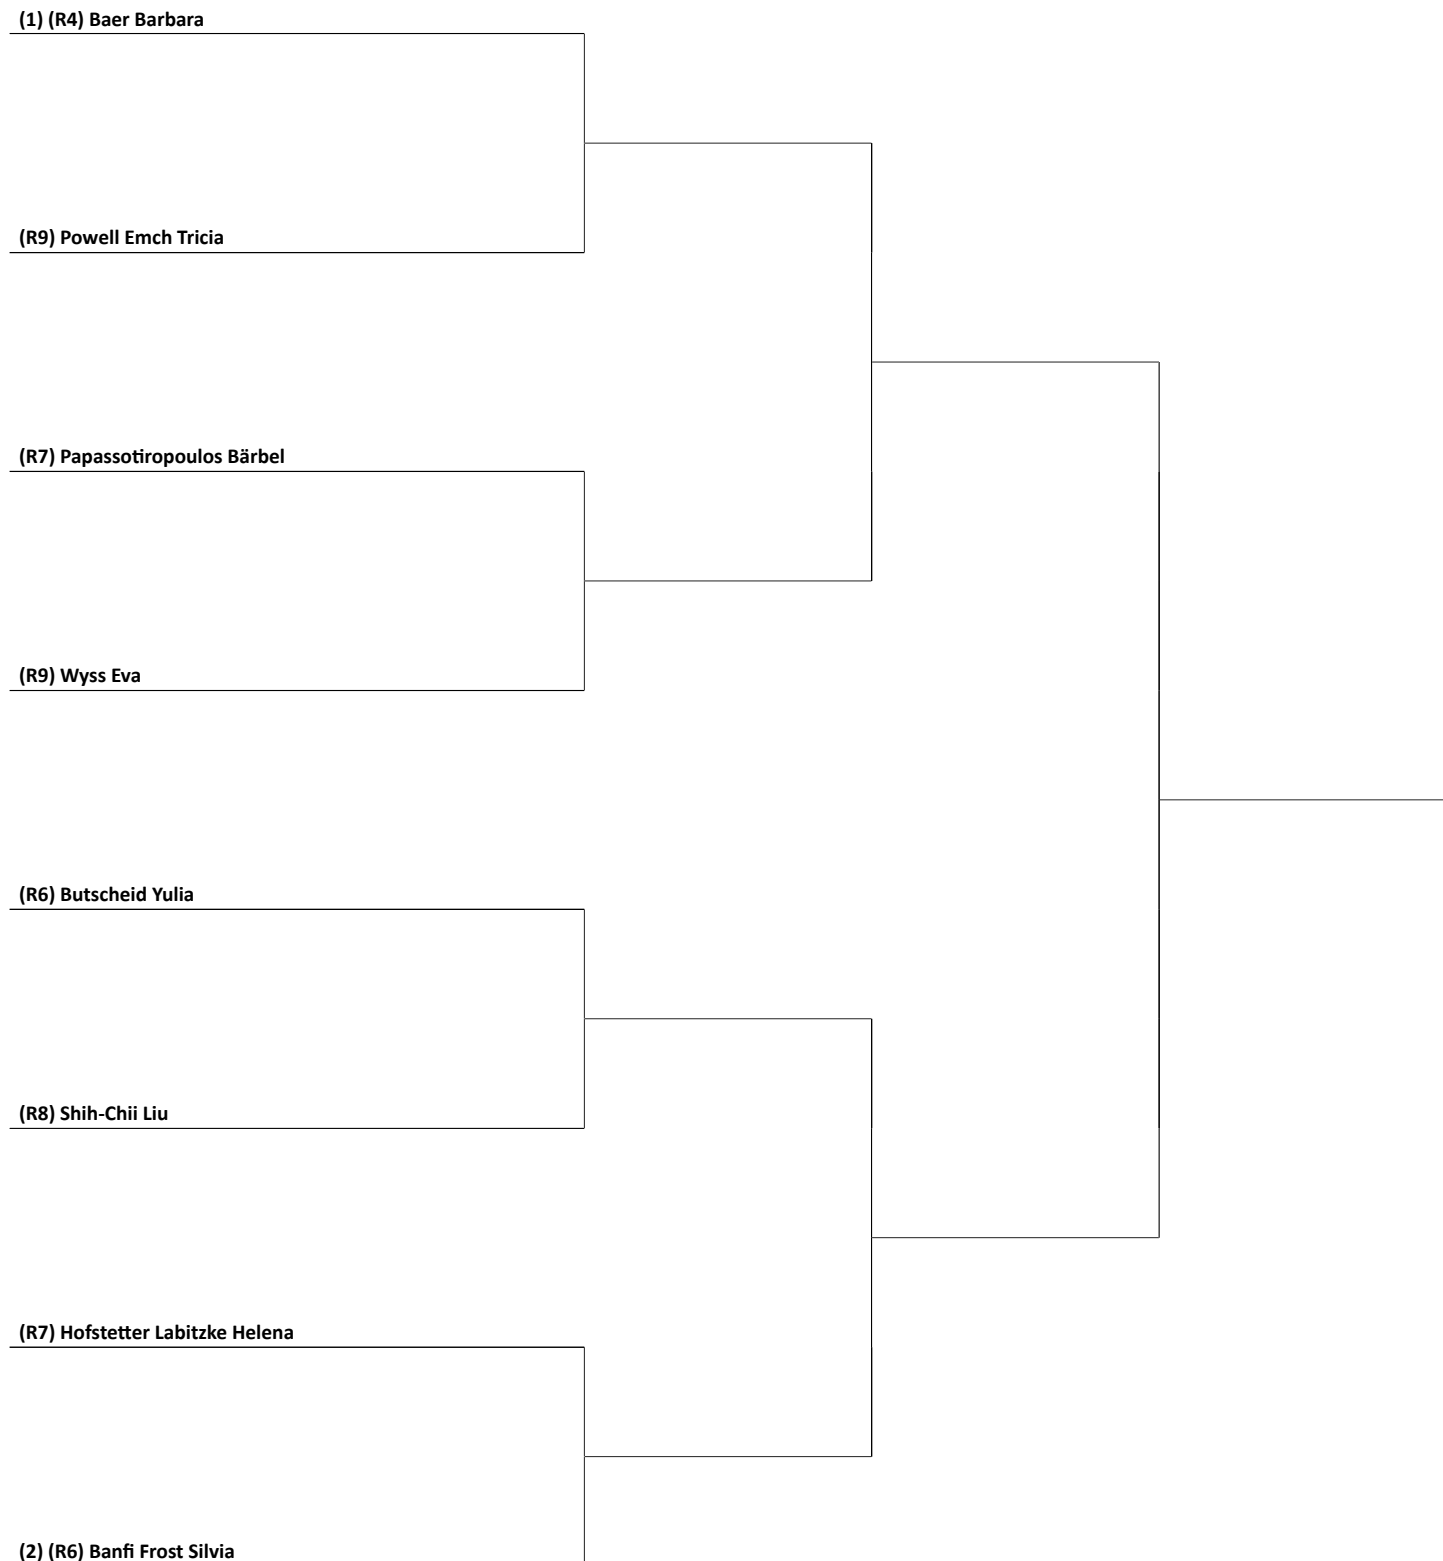 (1) (R4) Baer Barbara
(R9) Powell Emch Tricia
(R7) Papassotiropoulos Bärbel
(R9) Wyss Eva
(R6) Butscheid Yulia
(R8) Shih-Chii Liu
(R7) Hofstetter Labitzke Helena
(2) (R6) Banfi Frost Silvia